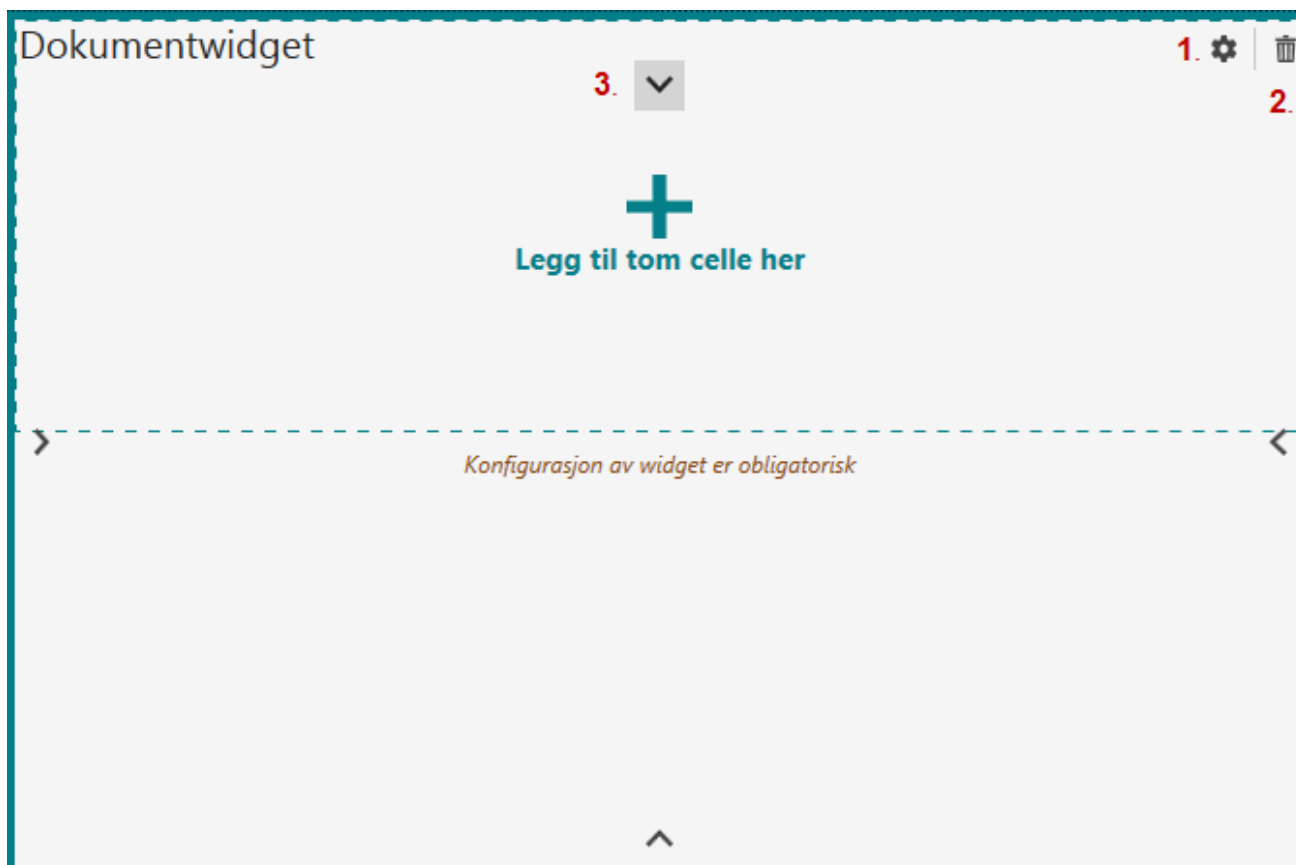 Dokumentwidget
1.
2.
3.
Legg til tom celle her
Konfigurasjon av widget er obligatorisk